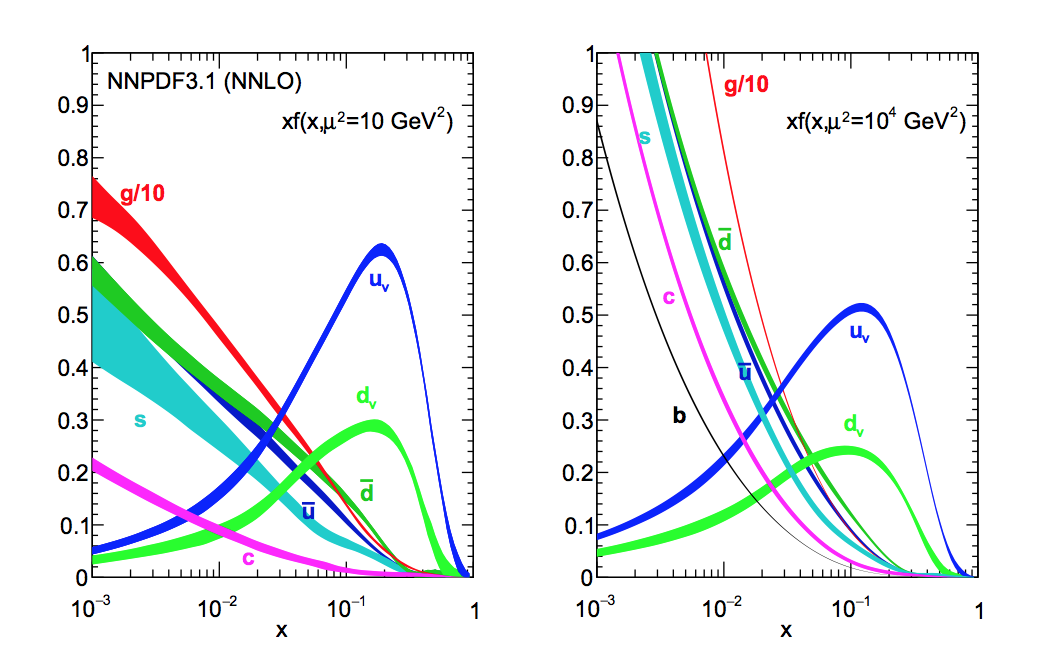 NNPDF3.1 (NNLO)
xf(x,μ²=10 GeV²)
g/10
s
c
u_v
d_v
d̅
u̅
1
0.9
0.8
0.7
0.6
0.5
0.4
0.3
0.2
0.1
0
10⁻³
10⁻²
10⁻¹
1
x
g/10
xf(x,μ²=10⁴ GeV²)
s
d̅
c
u̅
b
u_v
d_v
1
0.9
0.8
0.7
0.6
0.5
0.4
0.3
0.2
0.1
0
10⁻³
10⁻²
10⁻¹
1
x